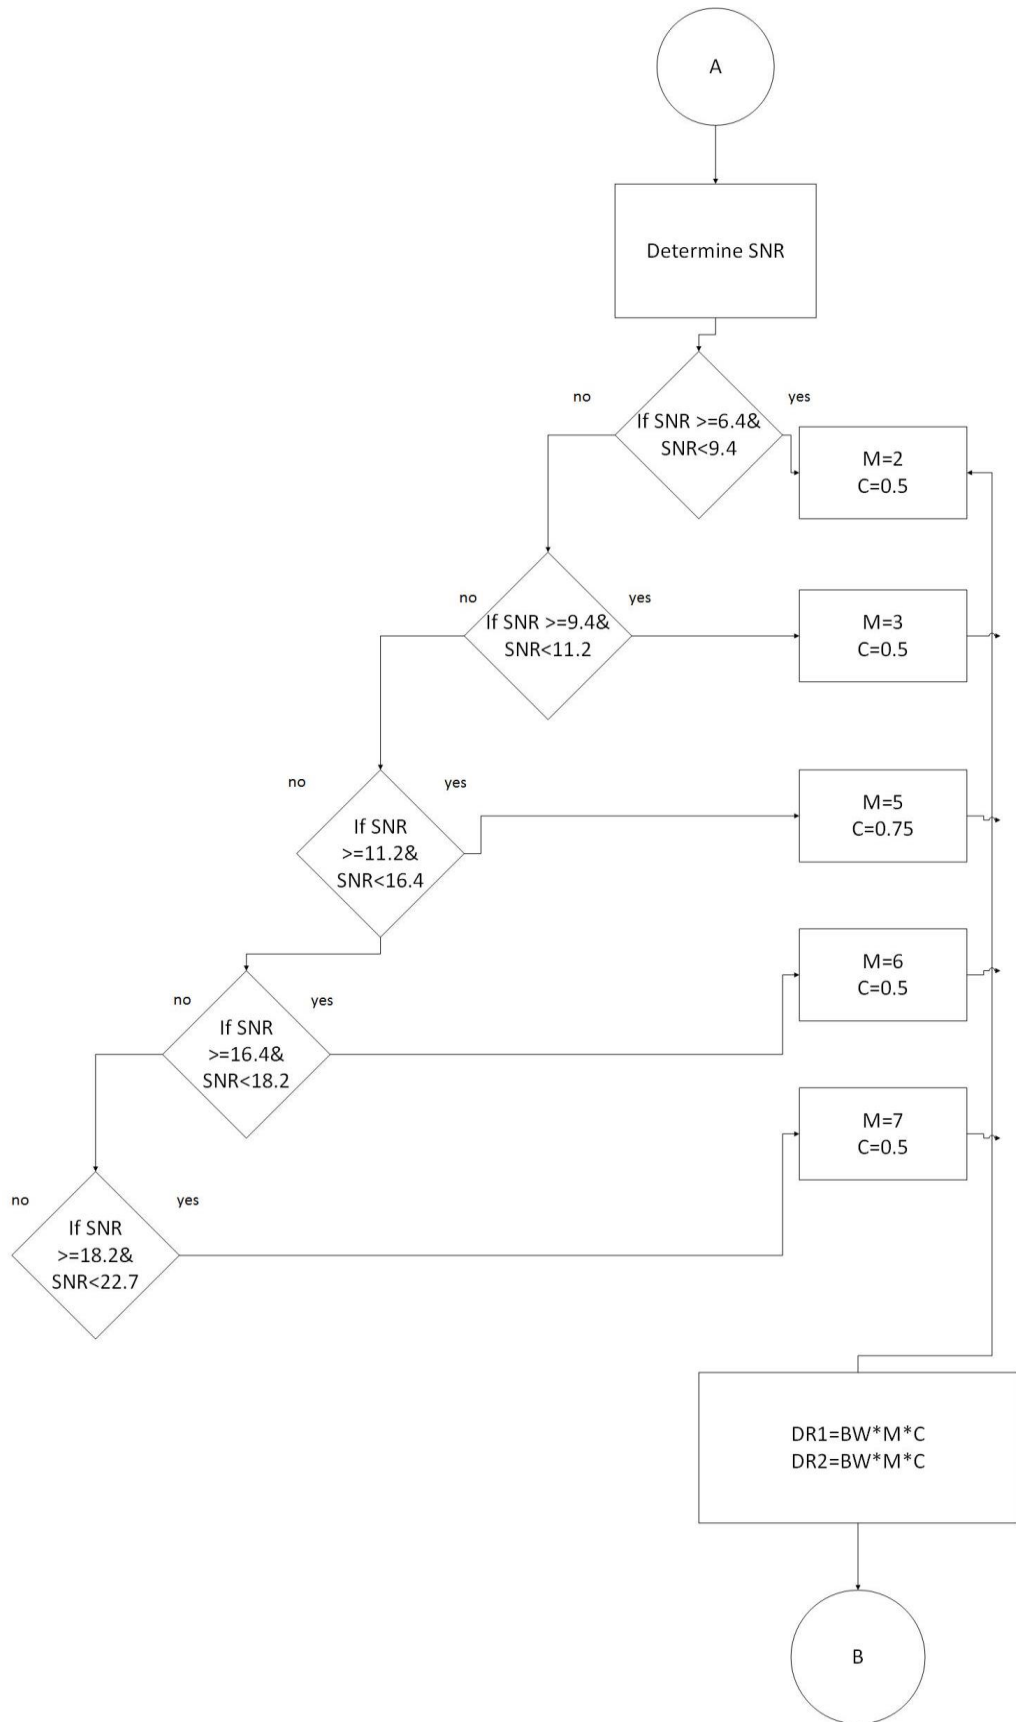 A
Determine SNR
no
yes
If SNR >=6.4&
SNR<9.4
M=2
C=0.5
no
yes
If SNR >=9.4&
SNR<11.2
M=3
C=0.5
no
yes
If SNR
>=11.2&
SNR<16.4
M=5
C=0.75
no
yes
If SNR
>=16.4&
SNR<18.2
M=6
C=0.5
no
yes
If SNR
>=18.2&
SNR<22.7
M=7
C=0.5
DR1=BW*M*C
DR2=BW*M*C
B